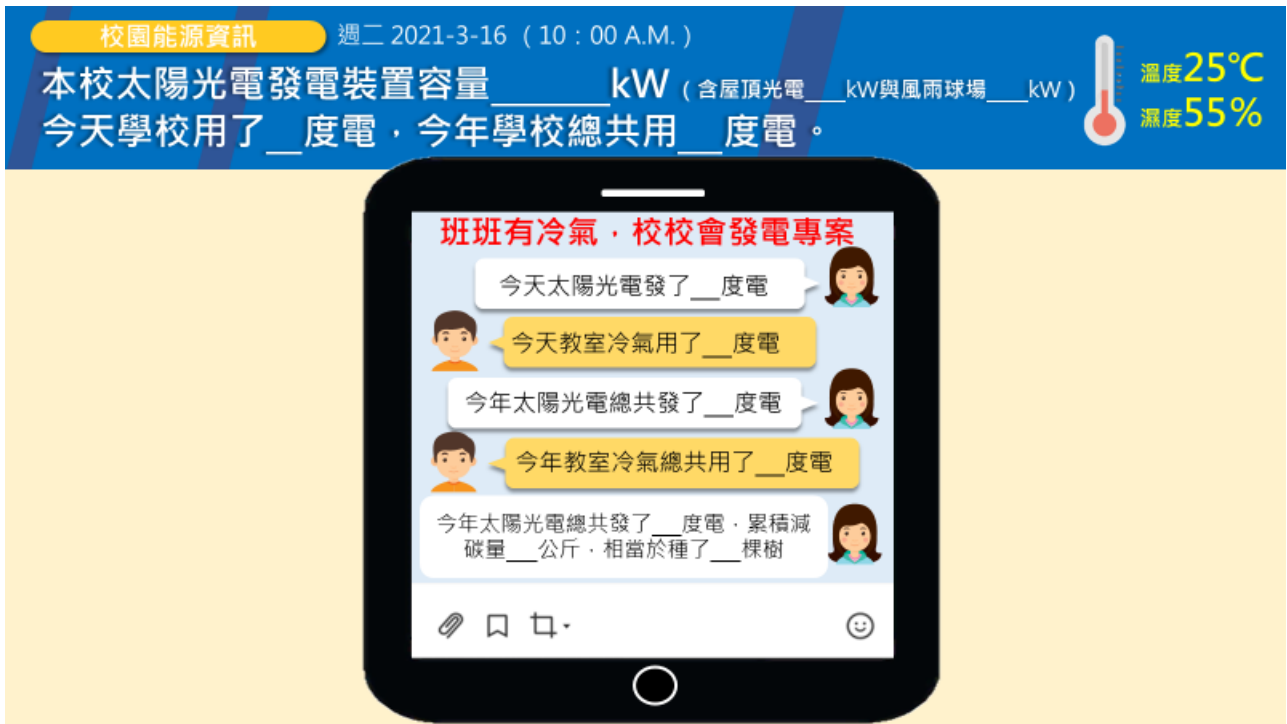 校園能源資訊
週二 2021-3-16 （10：00 A.M.）
本校太陽光電發電裝置容量______kW（含屋頂光電___kW與風雨球場___kW）
今天學校用了__度電，今年學校總共用__度電。
溫度25℃
濕度55%
班班有冷氣，校校會發電專案
今天太陽光電發了__度電
今天教室冷氣用了__度電
今年太陽光電總共發了__度電
今年教室冷氣總共用了__度電
今年太陽光電總共發了__度電，累積減
碳量__公斤，相當於種了__棵樹